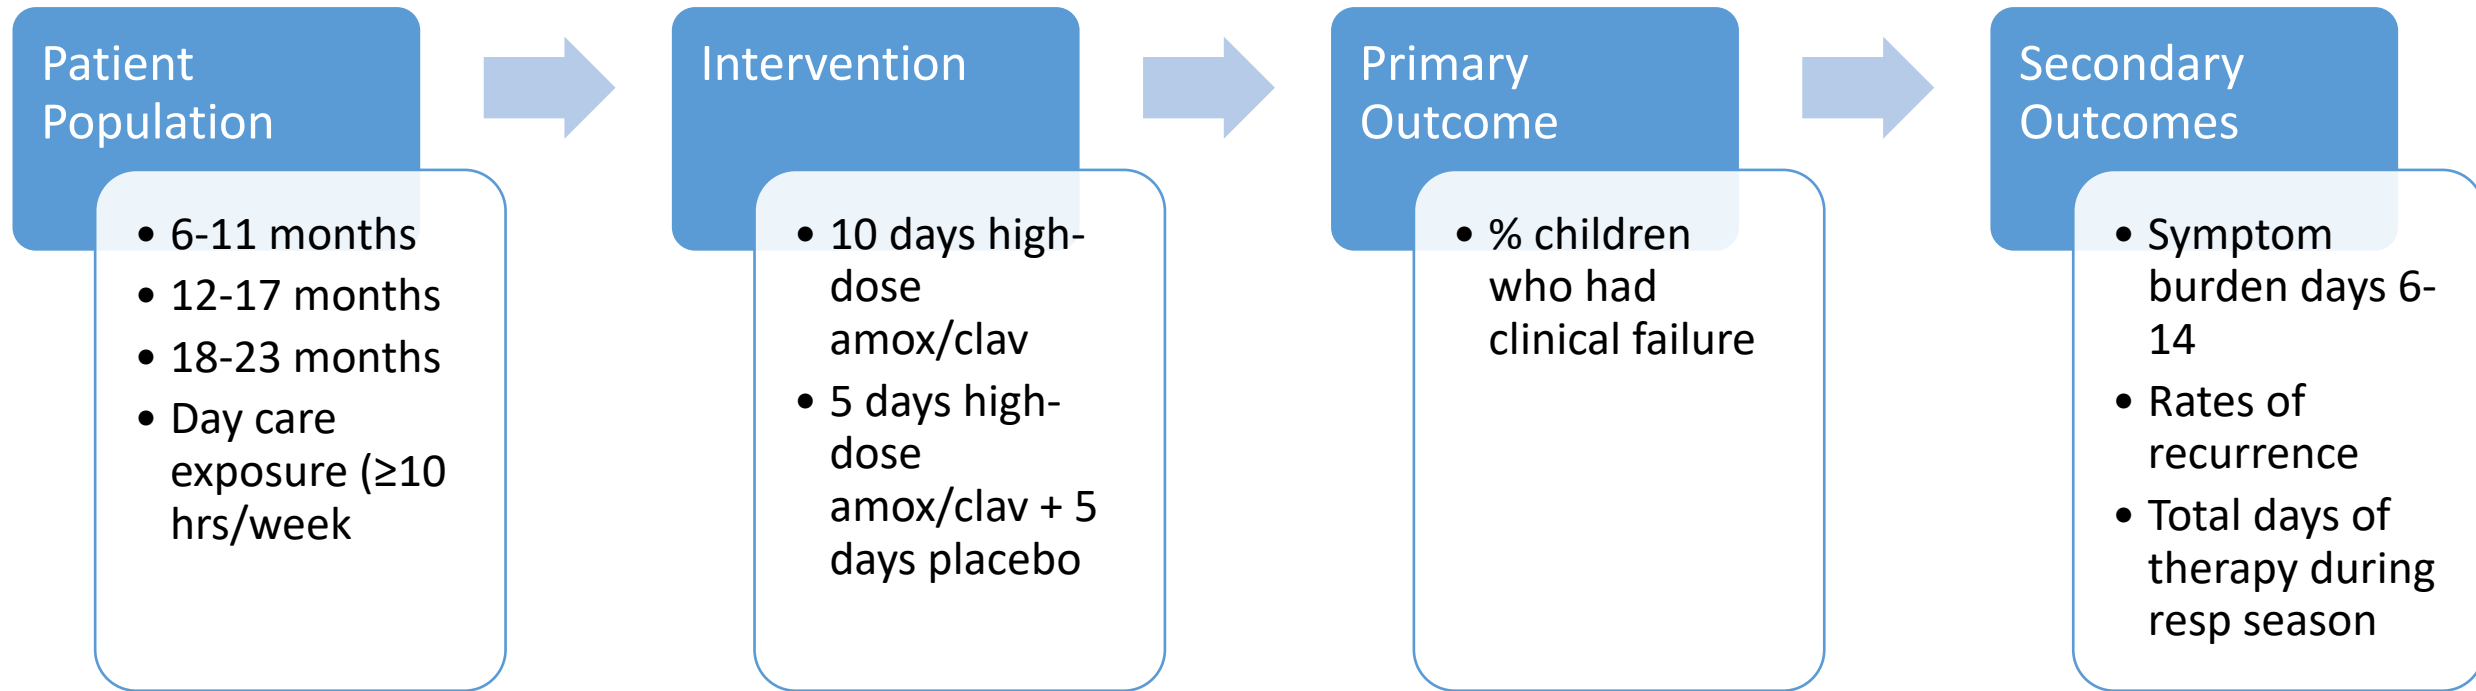 Patient
Population
• 6-11 months
• 12-17 months
• 18-23 months
• Day care
exposure (≥10
hrs/week
Intervention
• 10 days high-
dose
amox/clav
• 5 days high-
dose
amox/clav + 5
days placebo
Primary
Outcome
• % children
who had
clinical failure
Secondary
Outcomes
• Symptom
burden days 6-
14
• Rates of
recurrence
• Total days of
therapy during
resp season